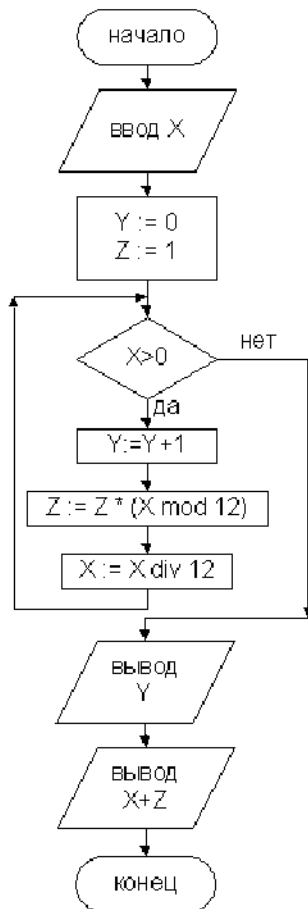 начало
ввод X
Y := 0
Z := 1
X>0
нет
да
Y:=Y+1
Z := Z * (X mod 12)
X := X div 12
вывод
Y
вывод
X+Z
конец